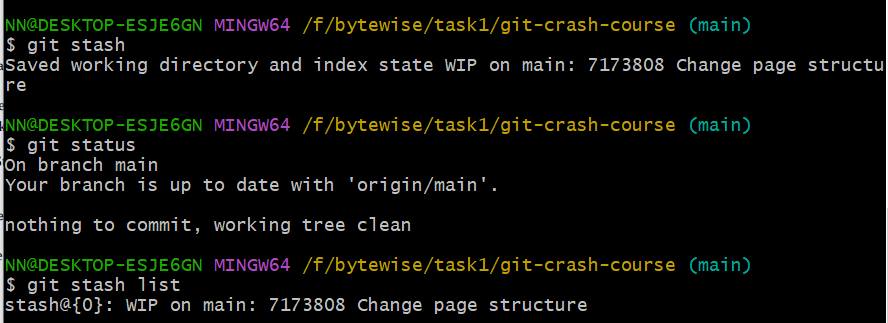 NN@DESKTOP-ESJE6GN MINGW64 /f/bytewise/task1/git-crash-course (main)
$ git stash
Saved working directory and index state WIP on main: 7173808 Change page structu
re
NN@DESKTOP-ESJE6GN MINGW64 /f/bytewise/task1/git-crash-course (main)
$ git status
On branch main
Your branch is up to date with 'origin/main'.
nothing to commit, working tree clean
NN@DESKTOP-ESJE6GN MINGW64 /f/bytewise/task1/git-crash-course (main)
$ git stash list
stash@{0}: WIP on main: 7173808 Change page structure